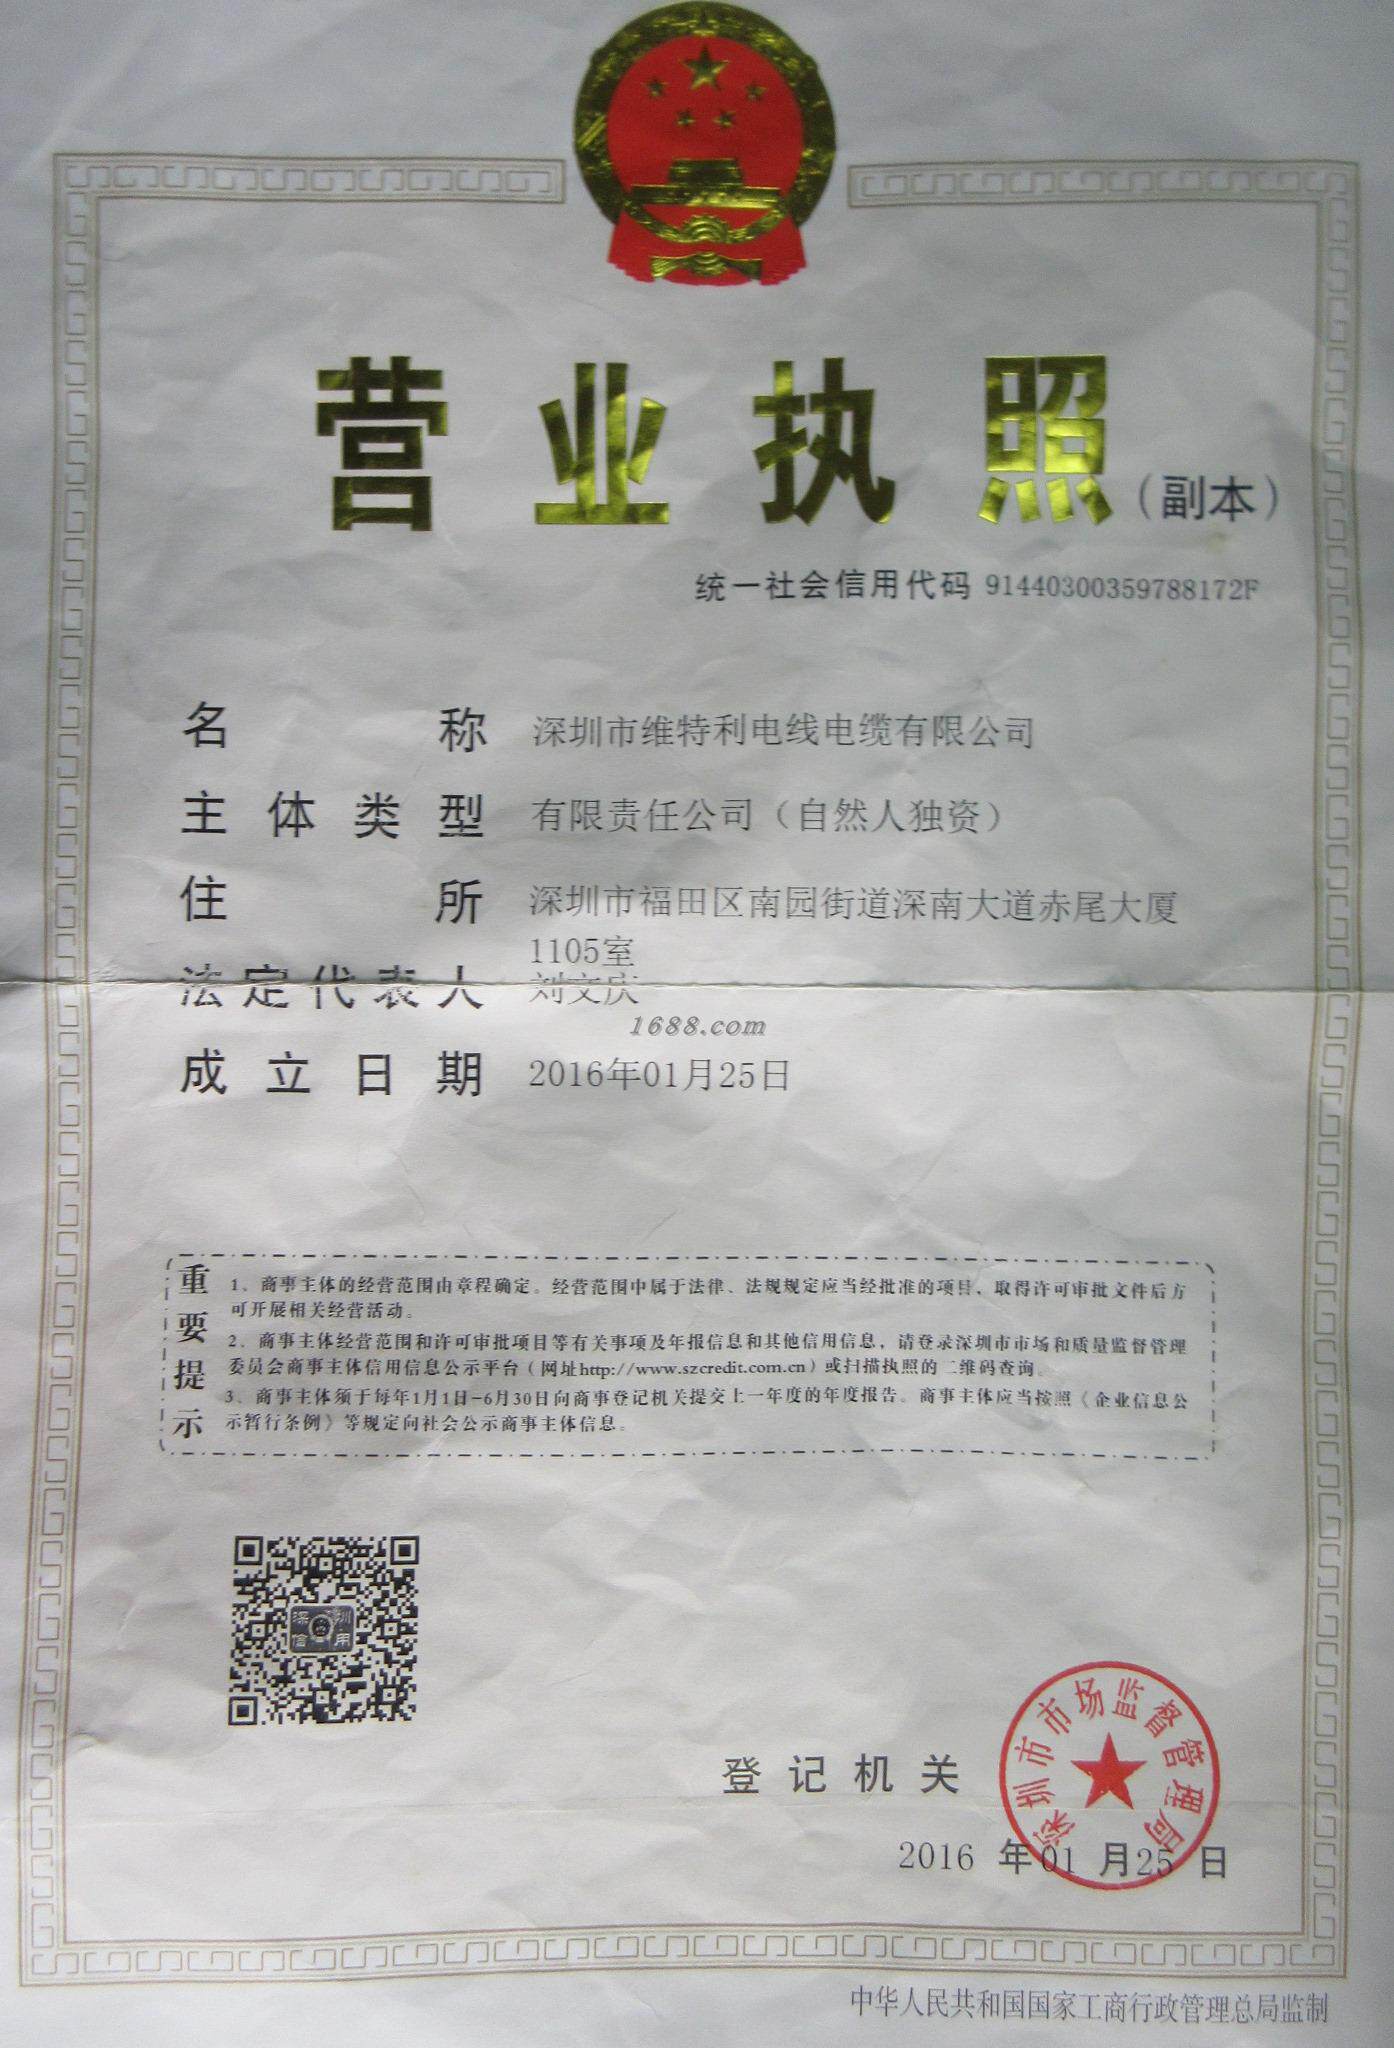 营业执照（副本）
统一社会信用代码 91440300359788172F
名称 深圳市维特利电线电缆有限公司
主体类型 有限责任公司（自然人独资）
住所 深圳市福田区南园街道深南大道赤尾大厦
1105室
法定代表人 刘文庆
1688.com
成立日期 2016年01月25日
重要提示
1、商事主体的经营范围由章程确定。经营范围中属于法律、法规规定应当经批准的项目，取得许可审批文件后方
可开展相关经营活动。
2、商事主体经营范围和许可审批项目等有关事项及年报信息和其他信用信息，请登录深圳市市场和质量监督管理
委员会商事主体信用信息公示平台（网址http://www.szcredit.com.cn）或扫描执照的二维码查询。
3、商事主体须于每年1月1日-6月30日向商事登记机关提交上一年度的年度报告。商事主体应当按照《企业信息公
示暂行条例》等规定向社会公示商事主体信息。
深圳
信用
登记机关
深圳市市场监督管理局
2016 年01 月25 日
中华人民共和国国家工商行政管理总局监制